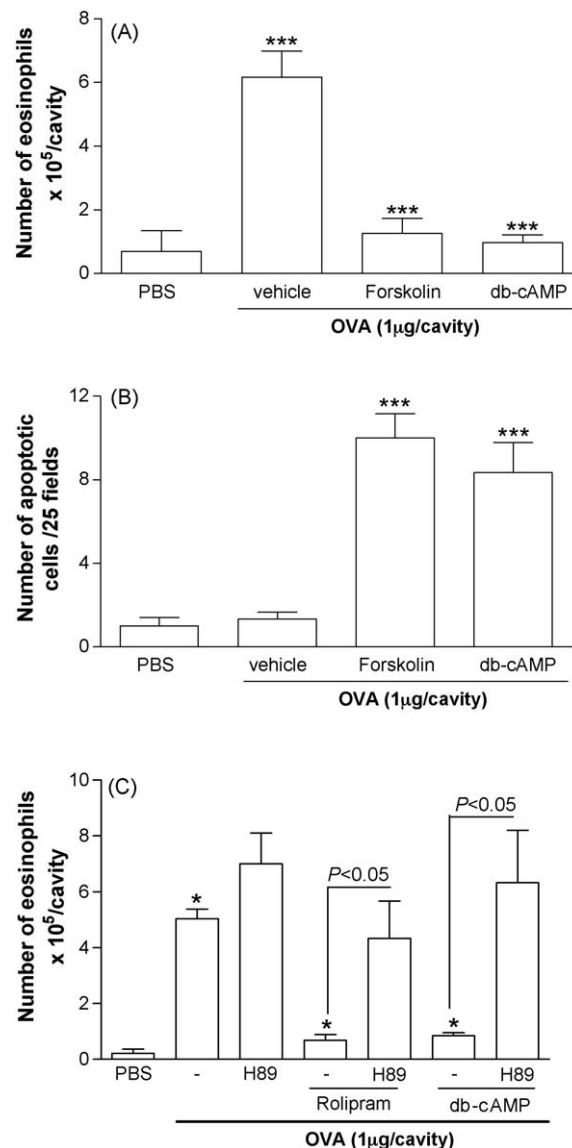 (A)
Number of eosinophils
x 10⁵/cavity
8
6
4
2
0
***
***
***
PBS vehicle Forskolin db-cAMP
OVA (1μg/cavity)
(B)
Number of apoptotic
cells /25 fields
12
8
4
0
***
***
PBS vehicle Forskolin db-cAMP
OVA (1μg/cavity)
(C)
Number of eosinophils
x 10⁵/cavity
10
8
6
4
2
0
P<0.05
P<0.05
*
*
*
PBS - H89 - H89 - H89
Rolipram db-cAMP
OVA (1μg/cavity)